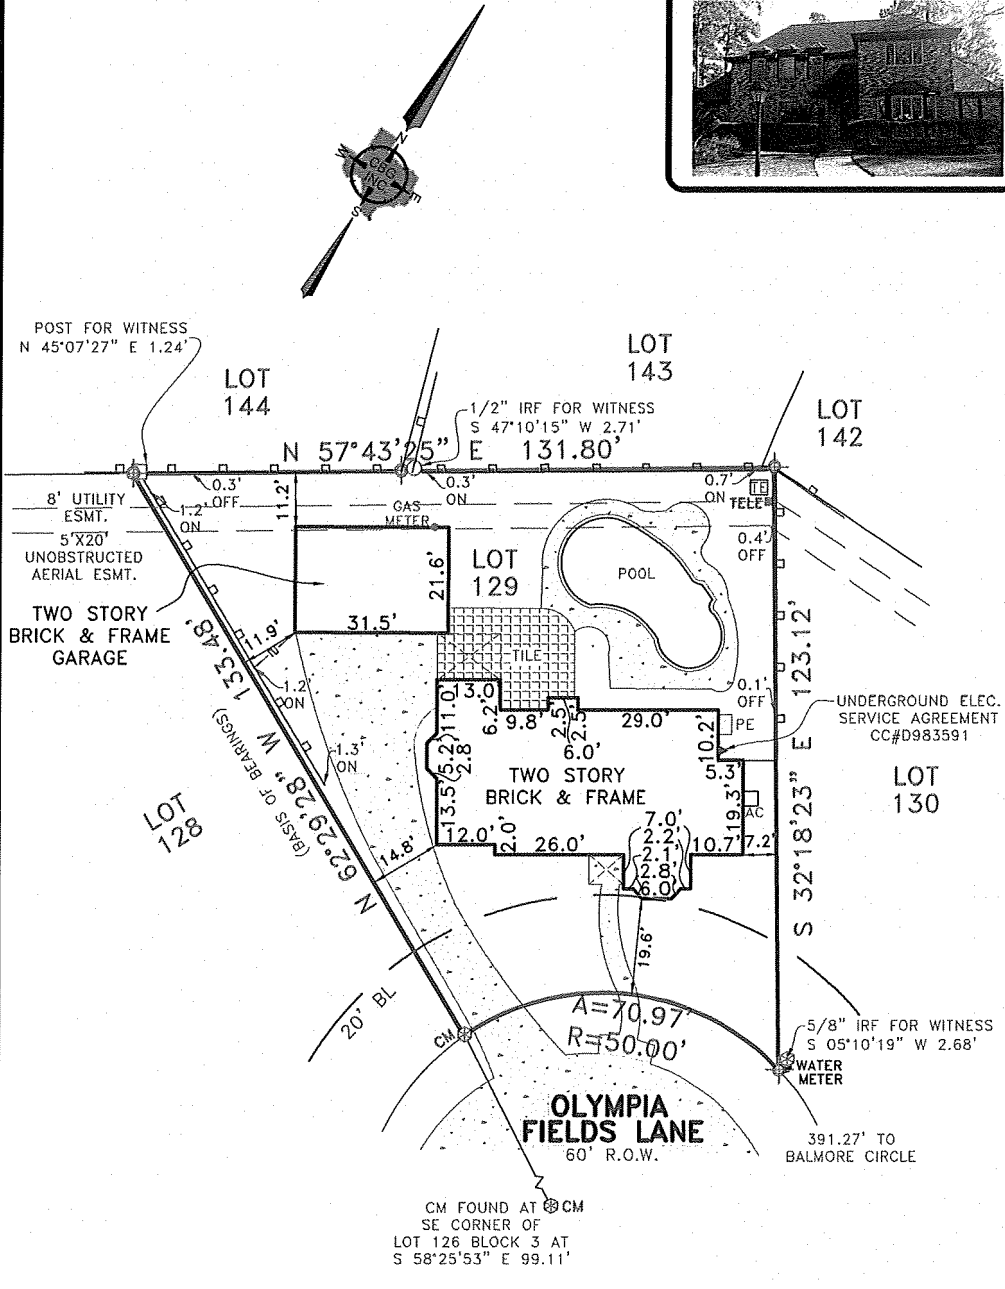 N
W
CBG
INC
E
S
POST FOR WITNESS
N 45°07'27" E 1.24'
LOT
144
LOT
143
LOT
142
1/2" IRF FOR WITNESS
S 47°10'15" W 2.71'
N 57°43'25" E 131.80'
0.3'
OFF
0.3'
ON
0.7'
ON
TE
TELE
8' UTILITY
ESMT.
1.2'
ON
11.2'
GAS
METER
5'X20'
UNOBSTRUCTED
AERIAL ESMT.
0.4'
OFF
LOT
129
POOL
21.6'
31.5'
TWO STORY
BRICK & FRAME
GARAGE
11.9'
TILE
1.2'
ON
N 62°29'28" W 133.48'
(BASIS OF BEARINGS)
1.3'
ON
S 32°18'23" E 123.12'
0.1'
OFF
UNDERGROUND ELEC.
SERVICE AGREEMENT
CC#D983591
13.0'
11.0'
6.2'
9.8'
2.5'
2.5'
6.0'
29.0'
10.2'
PE
5.2'
2.8'
5.3'
13.5'
TWO STORY
BRICK & FRAME
19.3'
AC
LOT
130
LOT
128
12.0'
2.0'
26.0'
7.0'
2.2'
2.1'
2.8'
6.0'
10.7'
7.2'
14.8'
19.6'
20' BL
A=70.97'
R=50.00'
CM
5/8" IRF FOR WITNESS
S 05°10'19" W 2.68'
WATER
METER
OLYMPIA
FIELDS LANE
60' R.O.W.
391.27' TO
BALMORE CIRCLE
CM FOUND AT CM
SE CORNER OF
LOT 126 BLOCK 3 AT
S 58°25'53" E 99.11'